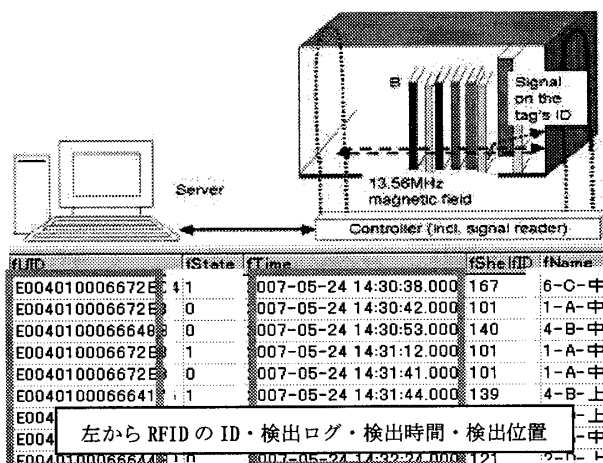 B
Signal
on the
tag's ID
13.56MHz
magnetic field
Server
Controller (incl. signal reader)
fUID fState fTime fShelfID fName
1 007-05-24 14:30:38.000 167 6-C-中
0 007-05-24 14:30:42.000 101 1-A-中
0 007-05-24 14:30:53.000 140 4-B-中
1 007-05-24 14:31:12.000 101 1-A-中
0 007-05-24 14:31:41.000 101 1-A-中
1 007-05-24 14:31:44.000 139 4-B-上
左から RFID の ID・検出ログ・検出時間・検出位置